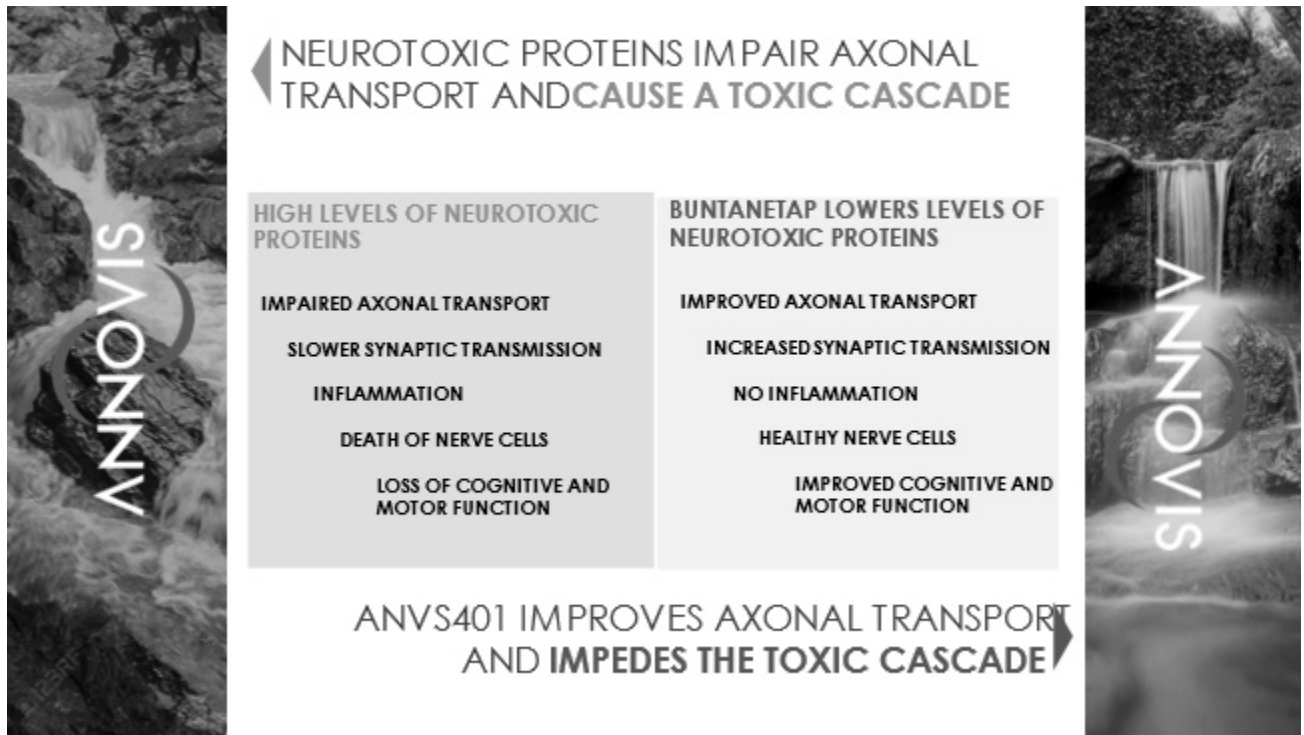 NEUROTOXIC PROTEINS IMPAIR AXONAL
TRANSPORT ANDCAUSE A TOXIC CASCADE
ANNOVIS
HIGH LEVELS OF NEUROTOXIC
PROTEINS
IMPAIRED AXONAL TRANSPORT
SLOWER SYNAPTIC TRANSMISSION
INFLAMMATION
DEATH OF NERVE CELLS
LOSS OF COGNITIVE AND
MOTOR FUNCTION
BUNTANETAP LOWERS LEVELS OF
NEUROTOXIC PROTEINS
IMPROVED AXONAL TRANSPORT
INCREASED SYNAPTIC TRANSMISSION
NO INFLAMMATION
HEALTHY NERVE CELLS
IMPROVED COGNITIVE AND
MOTOR FUNCTION
ANNOVIS
ANVS401 IMPROVES AXONAL TRANSPORT
AND IMPEDES THE TOXIC CASCADE